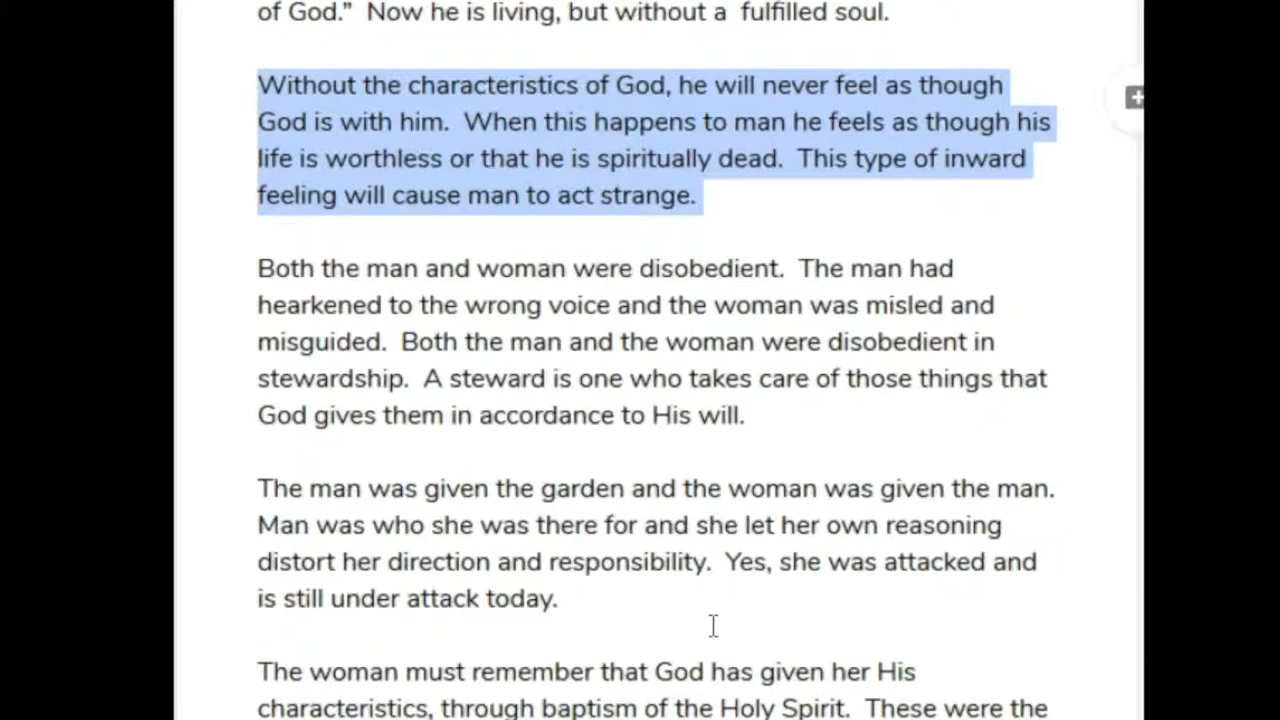 of God." Now he is living, but without a fulfilled soul.
Without the characteristics of God, he will never feel as though
God is with him. When this happens to man he feels as though his
life is worthless or that he is spiritually dead. This type of inward
feeling will cause man to act strange.
Both the man and woman were disobedient. The man had
hearkened to the wrong voice and the woman was misled and
misguided. Both the man and the woman were disobedient in
stewardship. A steward is one who takes care of those things that
God gives them in accordance to His will.
The man was given the garden and the woman was given the man.
Man was who she was there for and she let her own reasoning
distort her direction and responsibility. Yes, she was attacked and
is still under attack today.
The woman must remember that God has given her His
characteristics, through baptism of the Holy Spirit. These were the